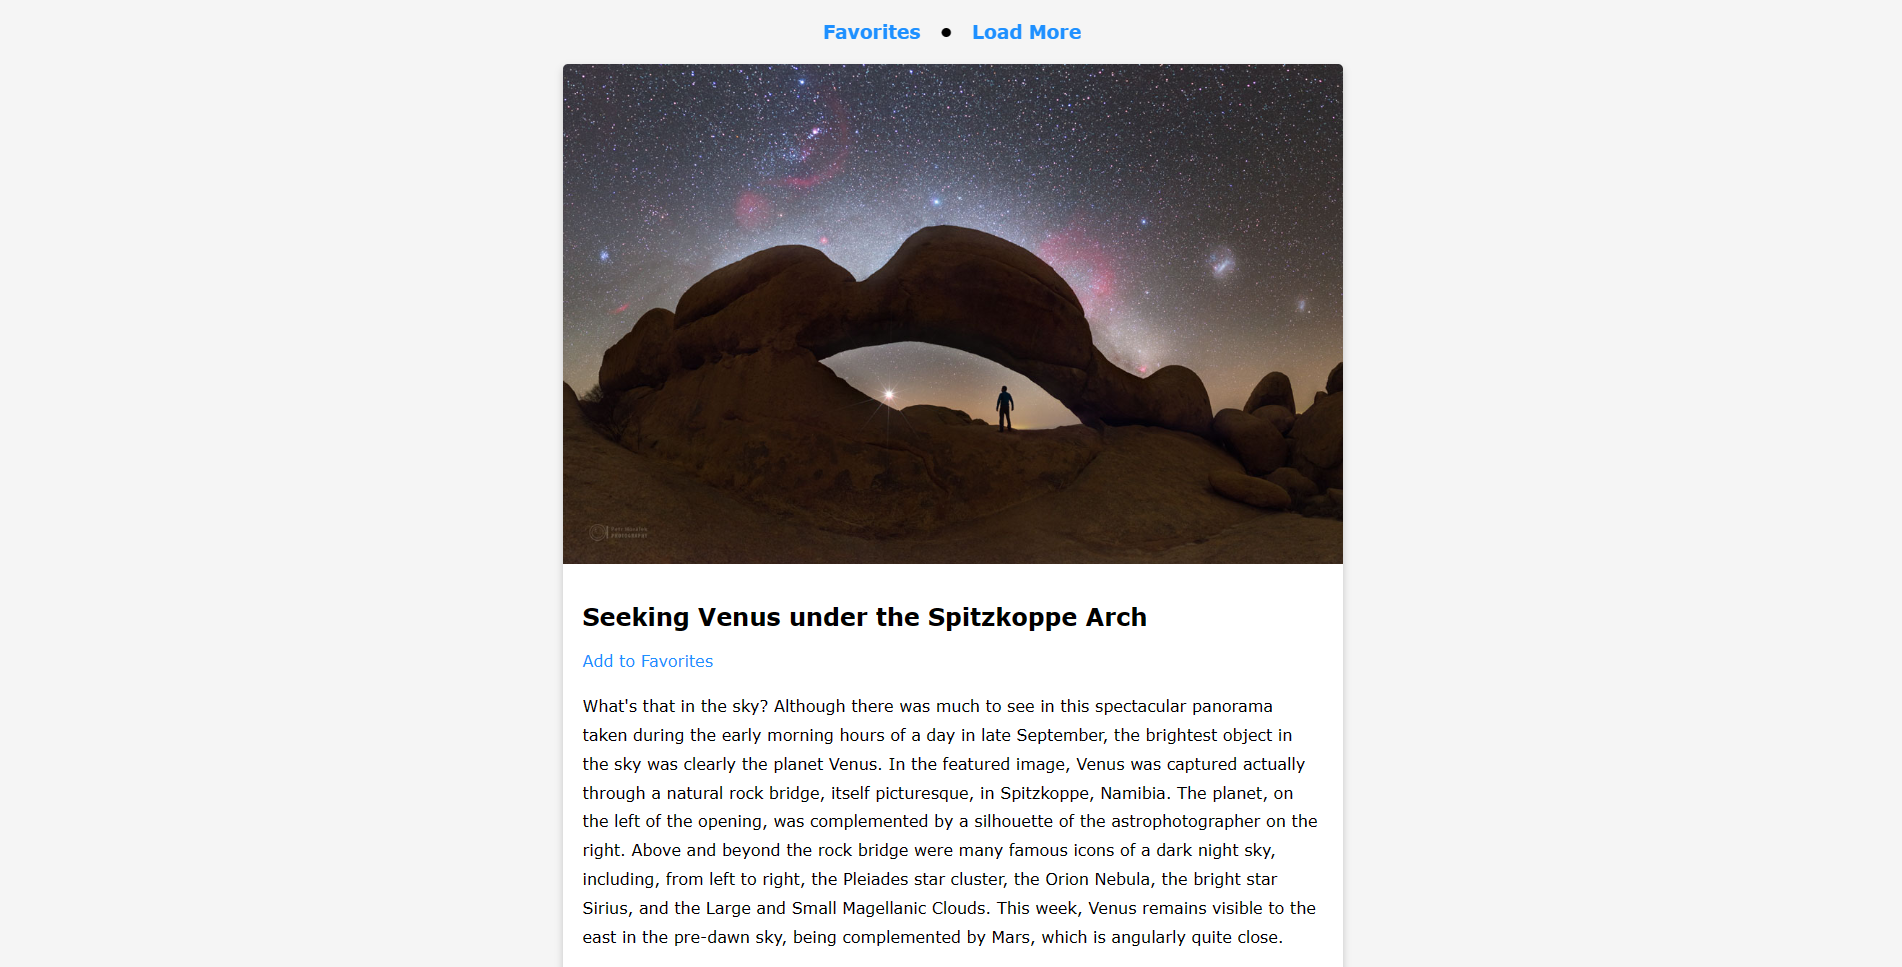 Favorites • Load More
Seeking Venus under the Spitzkoppe Arch
Add to Favorites
What's that in the sky? Although there was much to see in this spectacular panorama
taken during the early morning hours of a day in late September, the brightest object in
the sky was clearly the planet Venus. In the featured image, Venus was captured actually
through a natural rock bridge, itself picturesque, in Spitzkoppe, Namibia. The planet, on
the left of the opening, was complemented by a silhouette of the astrophotographer on the
right. Above and beyond the rock bridge were many famous icons of a dark night sky,
including, from left to right, the Pleiades star cluster, the Orion Nebula, the bright star
Sirius, and the Large and Small Magellanic Clouds. This week, Venus remains visible to the
east in the pre-dawn sky, being complemented by Mars, which is angularly quite close.